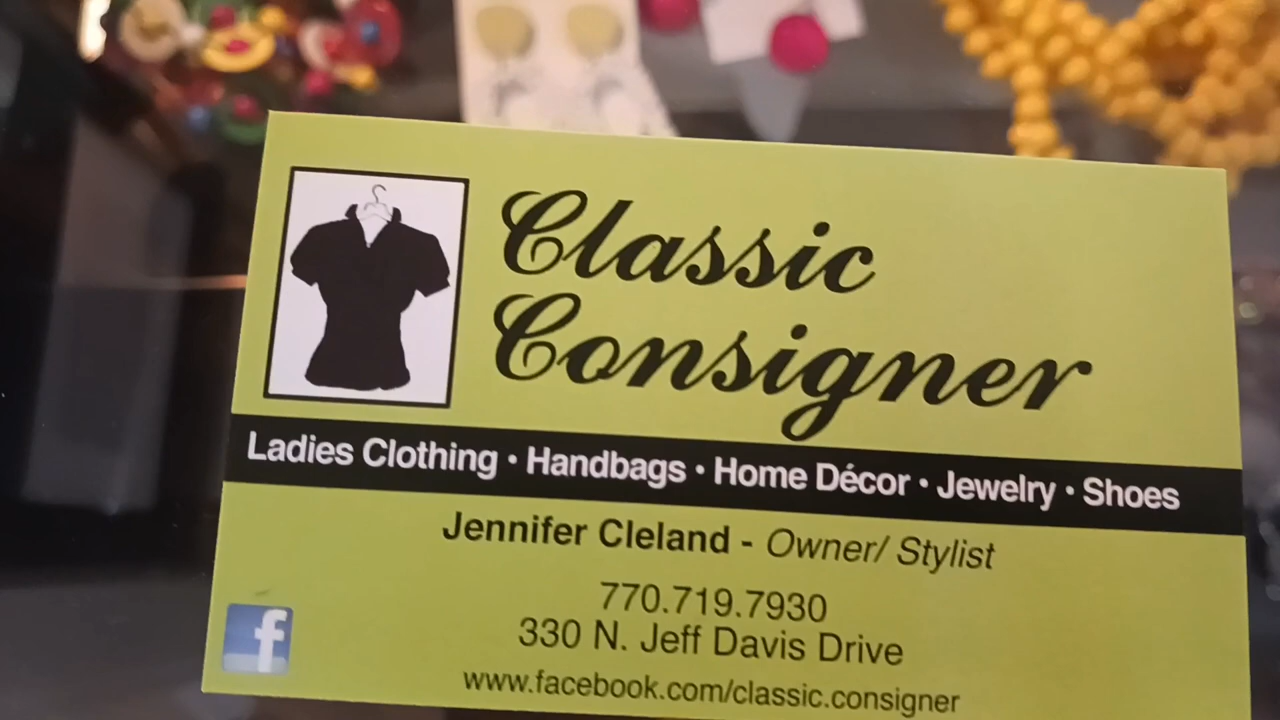 Classic
Consigner
Ladies Clothing • Handbags • Home Décor • Jewelry • Shoes
Jennifer Cleland - Owner/ Stylist
770.719.7930
330 N. Jeff Davis Drive
f
www.facebook.com/classic.consigner